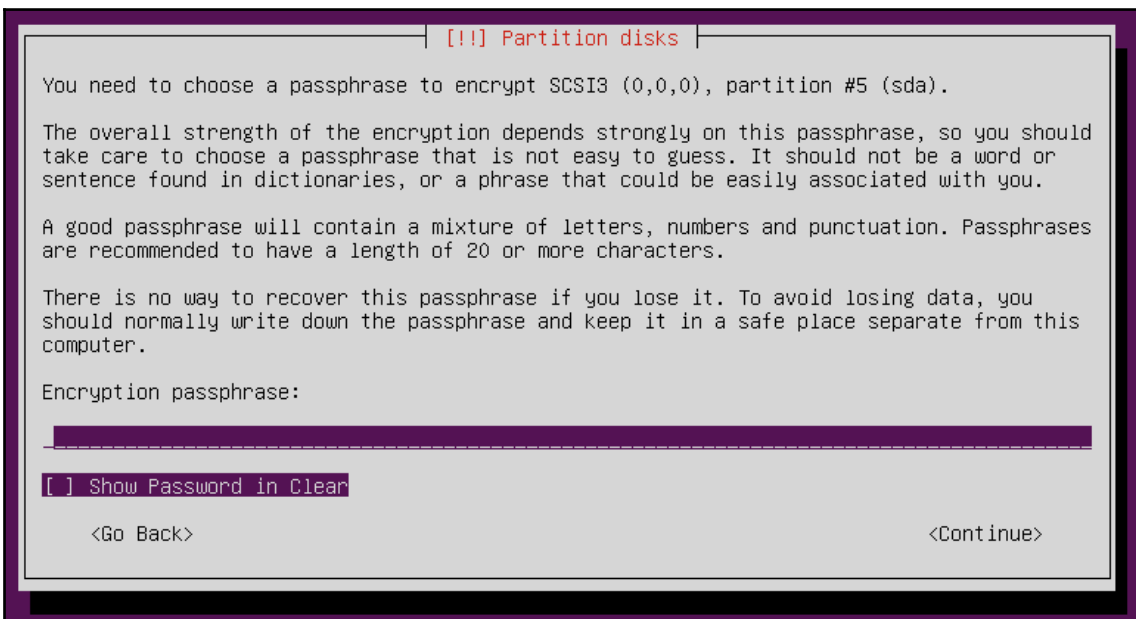 [!!] Partition disks
You need to choose a passphrase to encrypt SCSI3 (0,0,0), partition #5 (sda).
The overall strength of the encryption depends strongly on this passphrase, so you should
take care to choose a passphrase that is not easy to guess. It should not be a word or
sentence found in dictionaries, or a phrase that could be easily associated with you.
A good passphrase will contain a mixture of letters, numbers and punctuation. Passphrases
are recommended to have a length of 20 or more characters.
There is no way to recover this passphrase if you lose it. To avoid losing data, you
should normally write down the passphrase and keep it in a safe place separate from this
computer.
Encryption passphrase:
[ ] Show Password in Clear
<Go Back> <Continue>